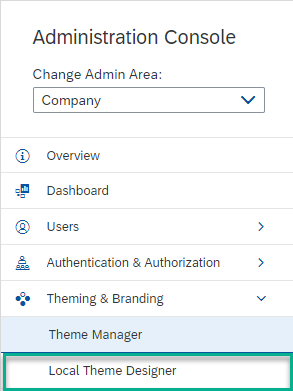 Administration Console
Change Admin Area:
Company
Overview
Dashboard
Users
Authentication & Authorization
Theming & Branding
Theme Manager
Local Theme Designer